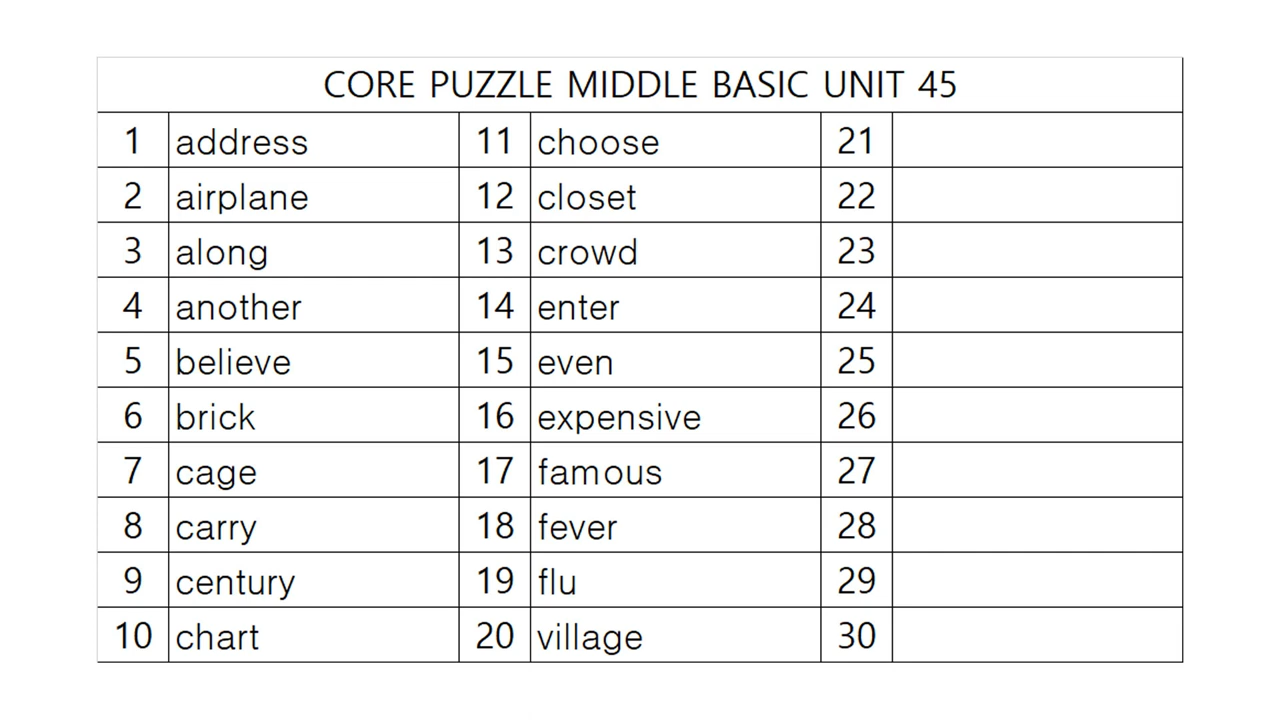 CORE PUZZLE MIDDLE BASIC UNIT 45
1 address 11 choose 21
2 airplane 12 closet 22
3 along 13 crowd 23
4 another 14 enter 24
5 believe 15 even 25
6 brick 16 expensive 26
7 cage 17 famous 27
8 carry 18 fever 28
9 century 19 flu 29
10 chart 20 village 30